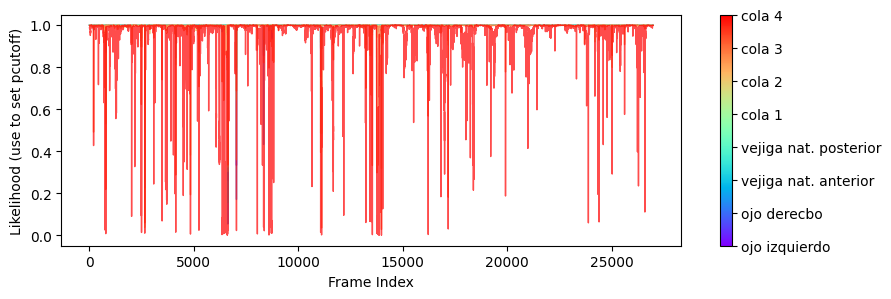 Likelihood (use to set pcutoff)
1.0
0.8
0.6
0.4
0.2
0.0
0
5000
10000
15000
20000
25000
Frame Index
cola 4
cola 3
cola 2
cola 1
vejiga nat. posterior
vejiga nat. anterior
ojo derecbo
ojo izquierdo